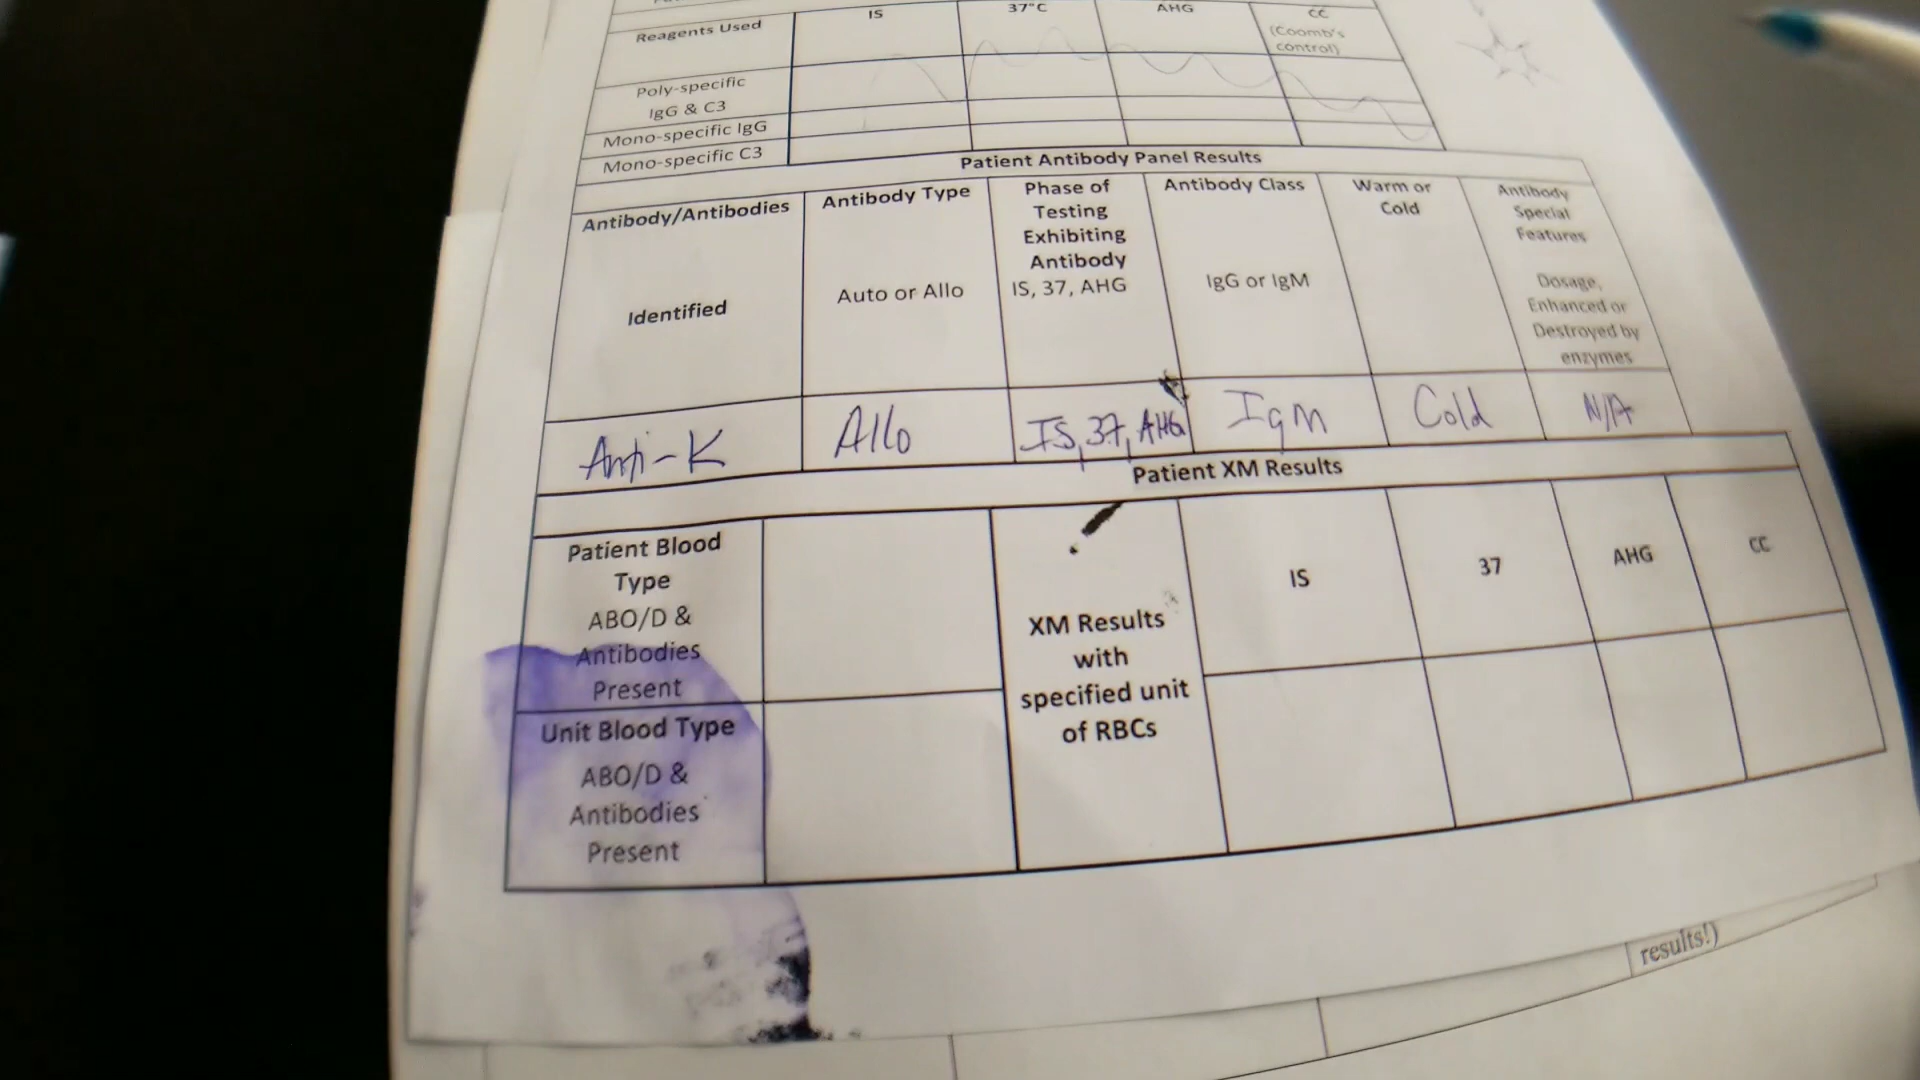 IS 37°C AHG CC
Reagents Used
(Coomb's
control)
Poly-specific
IgG & C3
Mono-specific IgG
Mono-specific C3
Patient Antibody Panel Results
Antibody/Antibodies
Identified
Antibody Type
Auto or Allo
Phase of
Testing
Exhibiting
Antibody
IS, 37, AHG
Antibody Class
IgG or IgM
Warm or
Cold
Antibody
Special
Features
Dosage,
Enhanced or
Destroyed by
enzymes
Anti-K Allo IS, 37, AHG IgM Cold N/A
Patient XM Results
Patient Blood
Type
ABO/D &
Antibodies
Present
XM Results
with
specified unit
of RBCs
IS 37 AHG CC
Unit Blood Type
ABO/D &
Antibodies
Present
results!)